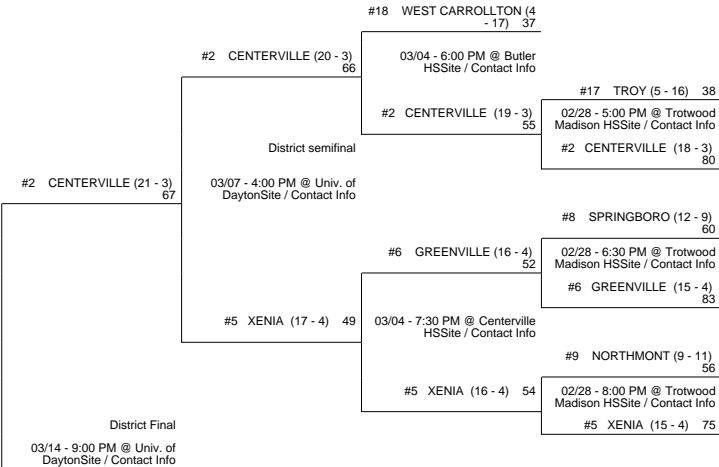 #18 WEST CARROLLTON (4
- 17) 37
#2 CENTERVILLE (20 - 3)
66
03/04 - 6:00 PM @ Butler
HSSite / Contact Info
#17 TROY (5 - 16) 38
#2 CENTERVILLE (19 - 3)
55
02/28 - 5:00 PM @ Trotwood
Madison HSSite / Contact Info
District semifinal
#2 CENTERVILLE (18 - 3)
80
#2 CENTERVILLE (21 - 3)
67
03/07 - 4:00 PM @ Univ. of
DaytonSite / Contact Info
#8 SPRINGBORO (12 - 9)
60
#6 GREENVILLE (16 - 4)
52
02/28 - 6:30 PM @ Trotwood
Madison HSSite / Contact Info
#6 GREENVILLE (15 - 4)
83
#5 XENIA (17 - 4) 49
03/04 - 7:30 PM @ Centerville
HSSite / Contact Info
#9 NORTHMONT (9 - 11)
56
#5 XENIA (16 - 4) 54
02/28 - 8:00 PM @ Trotwood
Madison HSSite / Contact Info
District Final
#5 XENIA (15 - 4) 75
03/14 - 9:00 PM @ Univ. of
DaytonSite / Contact Info